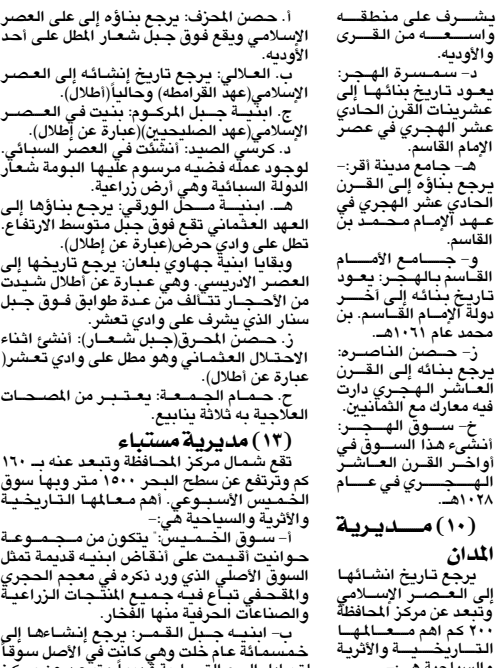 يشرف على منطقه
واسعه من القرى
والأوديه.
د- سمسرة الهجر:
يعود تاريخ بنائها إلى
عشرينات القرن الحادي
عشر الهجري في عصر
الإمام القاسم.
هـ- جامع مدينة أقر:-
يرجع بناؤه إلى القرن
الحادي عشر الهجري في
عهد الإمام محمد بن
القاسم.
و- جامع الأمام
القاسم بالهجر: يعود
تاريخ بنائه إلى آخر
دولة الإمام القاسم. بن
محمد عام ١٠٦١هـ.
ز- حصن الناصره:
يرجع بنائه إلى القرن
العاشر الهجري دارت
فيه معارك مع الثمانيين.
خ- سوق الهجر:
أنشيء هذا السوق في
أواخر القرن العاشر
الهجري في عام
١٠٢٨هـ.
(١٠) مديرية
المدان
يرجع تاريخ انشائها
إلى العصر الإسلامي
وتبعد عن مركز المحافظة
٢٠٠ كم اهم معالمها
التاريخية والأثرية
والسياحية هي:-
أ. حصن المحزف: يرجع بناؤه إلى على العصر
الإسلامي ويقع فوق جبل شعار المطل على أحد
الأوديه.
ب. العلالي: يرجع تاريخ إنشائه إلى العصر
الإسلامي(عهد القرامطه) وحالياً(أطلال).
ج. ابنية جبل المركوم: بنيت في العصر
الإسلامي(عهد الصليحيين)(عبارة عن إطلال).
د. كرسي الصيد: أنشئت في العصر السبائي.
لوجود عمله فضيه مرسوم عليها البومة شعار
الدولة السبائية وهي أرض زراعية.
هـ. ابنية محل الورقي: يرجع بناؤها إلى
العهد العثماني تقع فوق جبل متوسط الارتفاع.
تطل على وادي حرض(عبارة عن إطلال).
وبقايا ابنية جهاوي بلعان: يرجع تاريخها إلى
العصر الادريسي. وهي عبارة عن أطلال شيدت
من الأحجار تتألف من عدة طوابق فوق جبل
سنار الذي يشرف على وادي تعشر.
ز. حصن المحرق(جبل شعار): أنشئ اثناء
الاحتلال العثماني وهو مطل على وادي تعشر(
عبارة عن أطلال).
ح. حمام الجمعة: يعتبر من المصحات
العلاجية به ثلاثة ينابيع.
(١٣) مديرية مستباء
تقع شمال مركز المحافظة وتبعد عنه بـ ١٦٠
كم وترتفع عن سطح البحر ١٥٠٠ متر وبها سوق
الخميس الأسبوعي. أهم معالمها التاريخية
والأثرية والسياحية هي:-
أ- سوق الخميس: يتكون من مجموعة
حوانيت أقيمت على أنقاض ابنيه قديمة تمثل
السوق الأصلي الذي ورد ذكره في معجم الحجري
والمقحفي تباع فيه جميع المنتجات الزراعية
والصناعات الحرفية منها الفخار.
ب- ابنيه جبل القمر: يرجع إنشاءها إلى
خمسمائة عام خلت وهي كانت في الأصل سوقاً